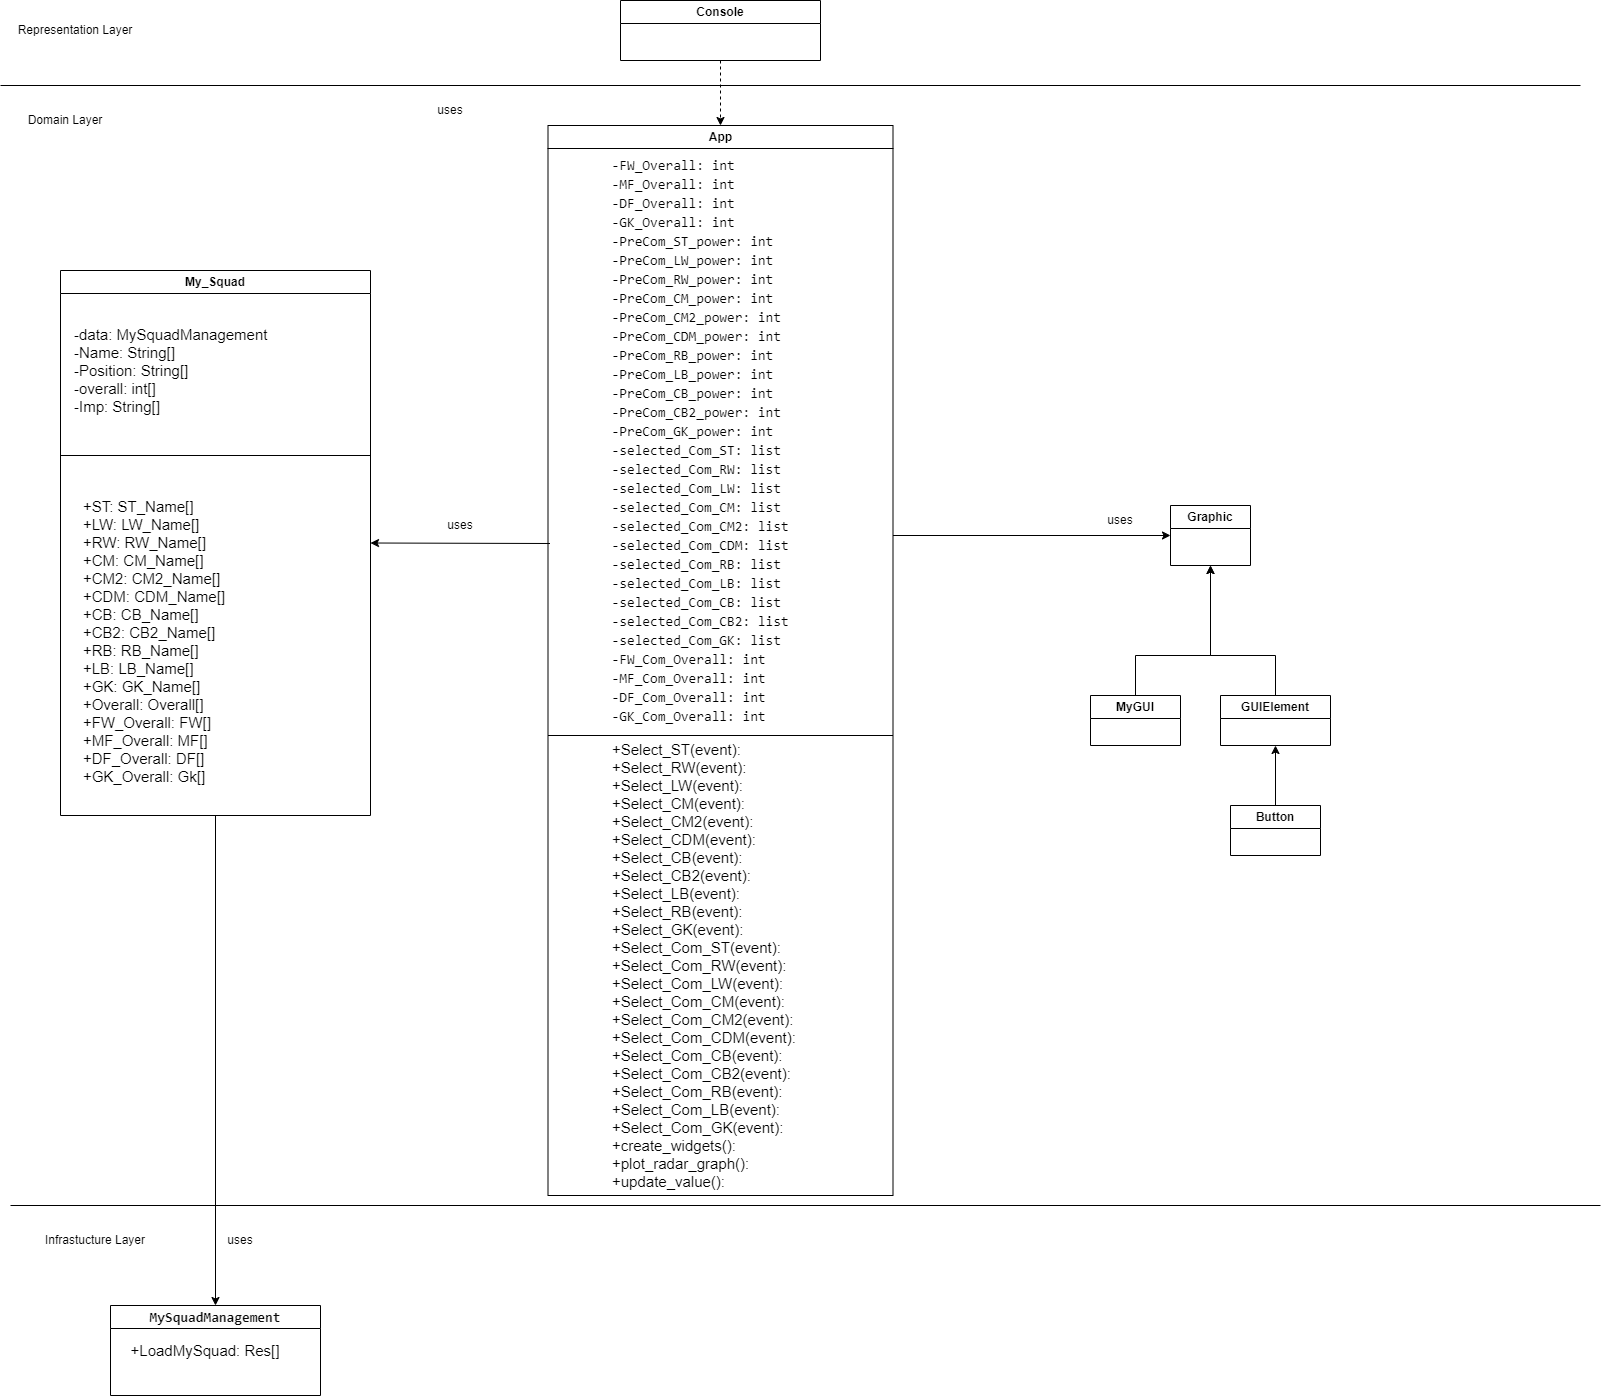 Console
Representation Layer
uses
Domain Layer
App
-FW_Overall: int
-MF_Overall: int
-DF_Overall: int
-GK_Overall: int
-PreCom_ST_power: int
-PreCom_LW_power: int
-PreCom_RW_power: int
-PreCom_CM_power: int
-PreCom_CM2_power: int
-PreCom_CDM_power: int
-PreCom_RB_power: int
-PreCom_LB_power: int
-PreCom_CB_power: int
-PreCom_CB2_power: int
-PreCom_GK_power: int
-selected_Com_ST: list
-selected_Com_RW: list
-selected_Com_LW: list
-selected_Com_CM: list
-selected_Com_CM2: list
-selected_Com_CDM: list
-selected_Com_RB: list
-selected_Com_LB: list
-selected_Com_CB: list
-selected_Com_CB2: list
-selected_Com_GK: list
-FW_Com_Overall: int
-MF_Com_Overall: int
-DF_Com_Overall: int
-GK_Com_Overall: int
+Select_ST(event):
+Select_RW(event):
+Select_LW(event):
+Select_CM(event):
+Select_CM2(event):
+Select_CDM(event):
+Select_CB(event):
+Select_CB2(event):
+Select_LB(event):
+Select_RB(event):
+Select_GK(event):
+Select_Com_ST(event):
+Select_Com_RW(event):
+Select_Com_LW(event):
+Select_Com_CM(event):
+Select_Com_CM2(event):
+Select_Com_CDM(event):
+Select_Com_CB(event):
+Select_Com_CB2(event):
+Select_Com_RB(event):
+Select_Com_LB(event):
+Select_Com_GK(event):
+create_widgets():
+plot_radar_graph():
+update_value():
My_Squad
-data: MySquadManagement
-Name: String[]
-Position: String[]
-overall: int[]
-Imp: String[]
+ST: ST_Name[]
+LW: LW_Name[]
+RW: RW_Name[]
+CM: CM_Name[]
+CM2: CM2_Name[]
+CDM: CDM_Name[]
+CB: CB_Name[]
+CB2: CB2_Name[]
+RB: RB_Name[]
+LB: LB_Name[]
+GK: GK_Name[]
+Overall: Overall[]
+FW_Overall: FW[]
+MF_Overall: MF[]
+DF_Overall: DF[]
+GK_Overall: Gk[]
uses
uses
Graphic
MyGUI
GUIElement
Button
Infrastucture Layer
uses
MySquadManagement
+LoadMySquad: Res[]